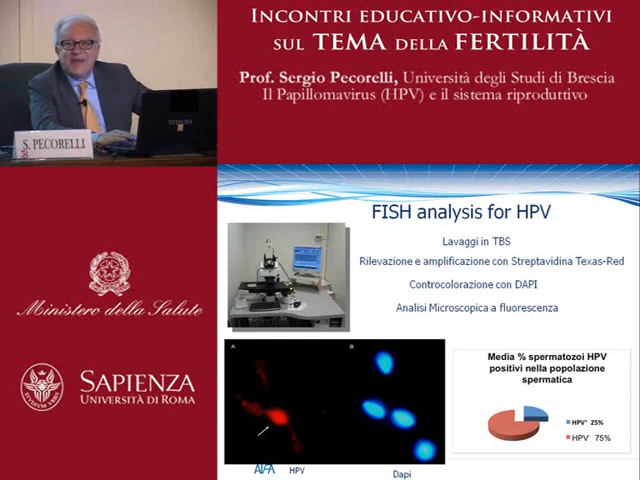 INCONTRI EDUCATIVO-INFORMATIVI
SUL TEMA DELLA FERTILITÀ
Prof. Sergio Pecorelli, Università degli Studi di Brescia
Il Papillomavirus (HPV) e il sistema riproduttivo
TOSHIBA
S. PECORELLI
Ministero della Salute
SAPIENZA
UNIVERSITÀ DI ROMA
FISH analysis for HPV
Lavaggi in TBS
Rilevazione e amplificazione con Streptavidina Texas-Red
Controcolorazione con DAPI
Analisi Microscopica a fluorescenza
A
B
HPV
Dapi
Media % spermatozoi HPV
positivi nella popolazione
spermatica
HPV+ 25%
HPV- 75%